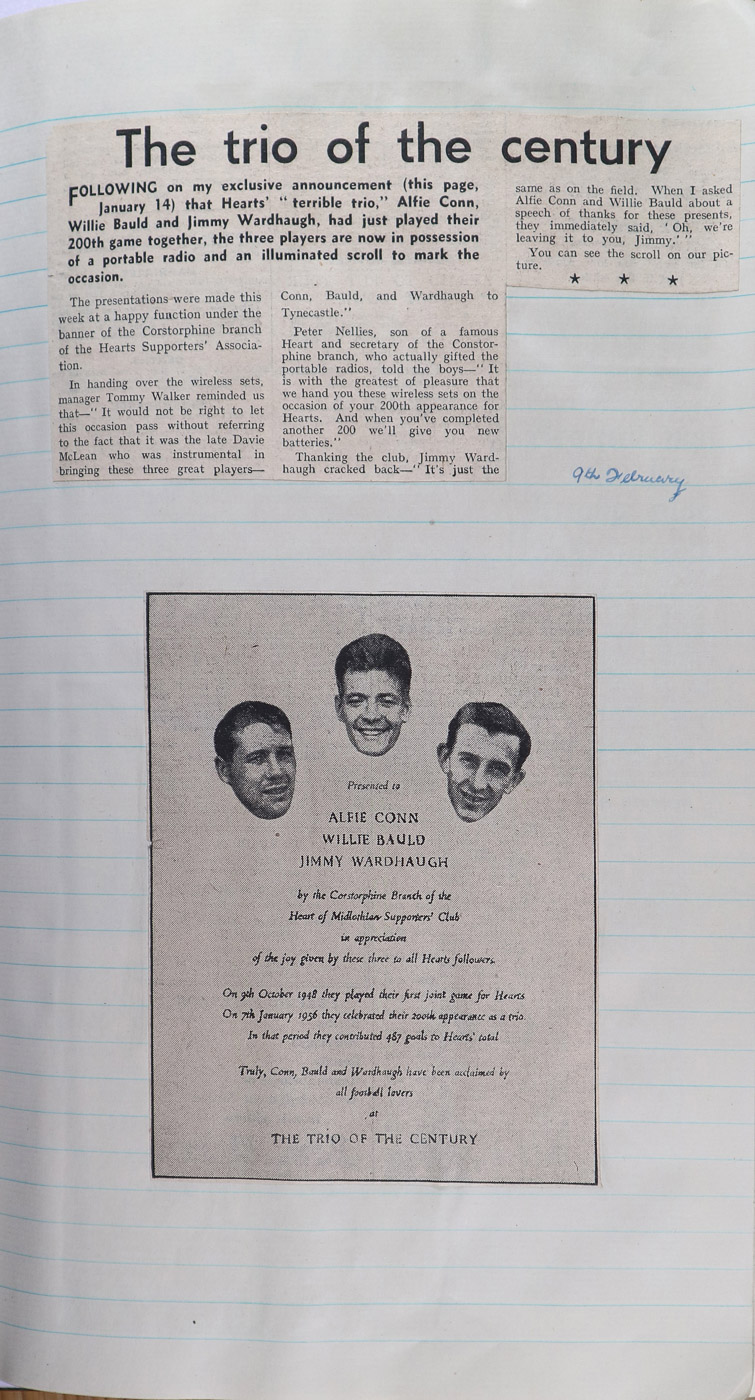 The trio of the century
FOLLOWING on my exclusive announcement (this page,
January 14) that Hearts' "terrible trio," Alfie Conn,
Willie Bauld and Jimmy Wardhaugh, had just played their
200th game together, the three players are now in possession
of a portable radio and an illuminated scroll to mark the
occasion.
The presentations were made this
week at a happy function under the
banner of the Corstorphine branch
of the Hearts Supporters' Associa-
tion.
In handing over the wireless sets,
manager Tommy Walker reminded us
that—"It would not be right to let
this occasion pass without referring
to the fact that it was the late Davie
McLean who was instrumental in
bringing these three great players—
Conn, Bauld, and Wardhaugh to
Tynecastle."
Peter Nellies, son of a famous
Heart and secretary of the Constor-
phine branch, who actually gifted the
portable radios, told the boys—"It
is with the greatest of pleasure that
we hand you these wireless sets on the
occasion of your 200th appearance for
Hearts. And when you've completed
another 200 we'll give you new
batteries."
Thanking the club, Jimmy Ward-
haugh cracked back—"It's just the
same as on the field. When I asked
Alfie Conn and Willie Bauld about a
speech of thanks for these presents,
they immediately said, 'Oh, we're
leaving it to you, Jimmy.'"
You can see the scroll on our pic-
ture.
★ ★ ★
9th February
Presented to
ALFIE CONN
WILLIE BAULD
JIMMY WARDHAUGH
by the Corstorphine Branch of the
Heart of Midlothian Supporters' Club
in appreciation
of the joy given by these three to all Hearts followers.
On 9th October 1948 they played their first joint game for Hearts
On 7th January 1956 they celebrated their 200th appearance as a trio.
In that period they contributed 487 goals to Hearts' total
Truly, Conn, Bauld and Wardhaugh have been acclaimed by
all football lovers
at
THE TRIO OF THE CENTURY